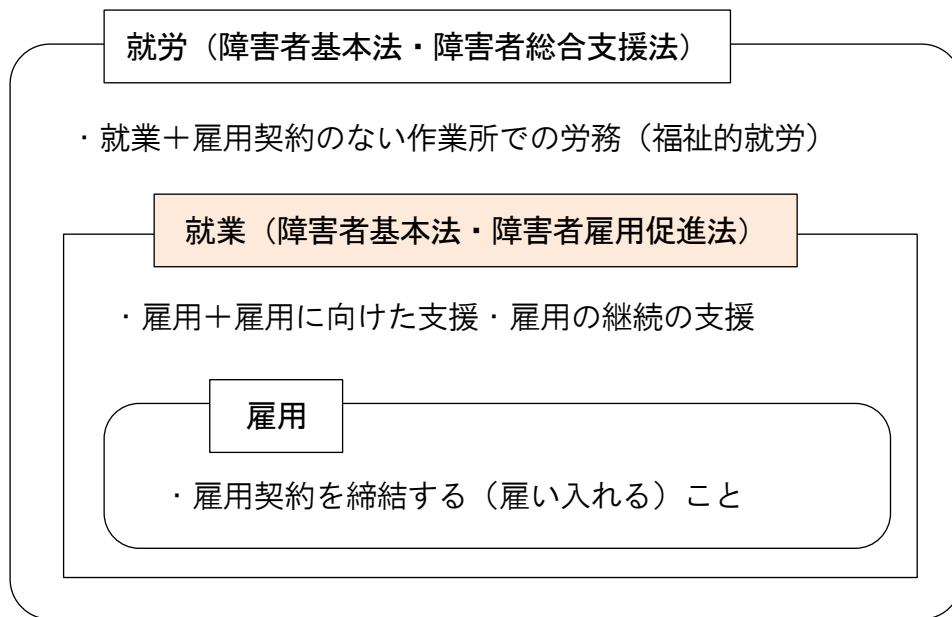 就労（障害者基本法・障害者総合支援法）
・就業＋雇用契約のない作業所での労務（福祉的就労）
就業（障害者基本法・障害者雇用促進法）
・雇用＋雇用に向けた支援・雇用の継続の支援
雇用
・雇用契約を締結する（雇い入れる）こと